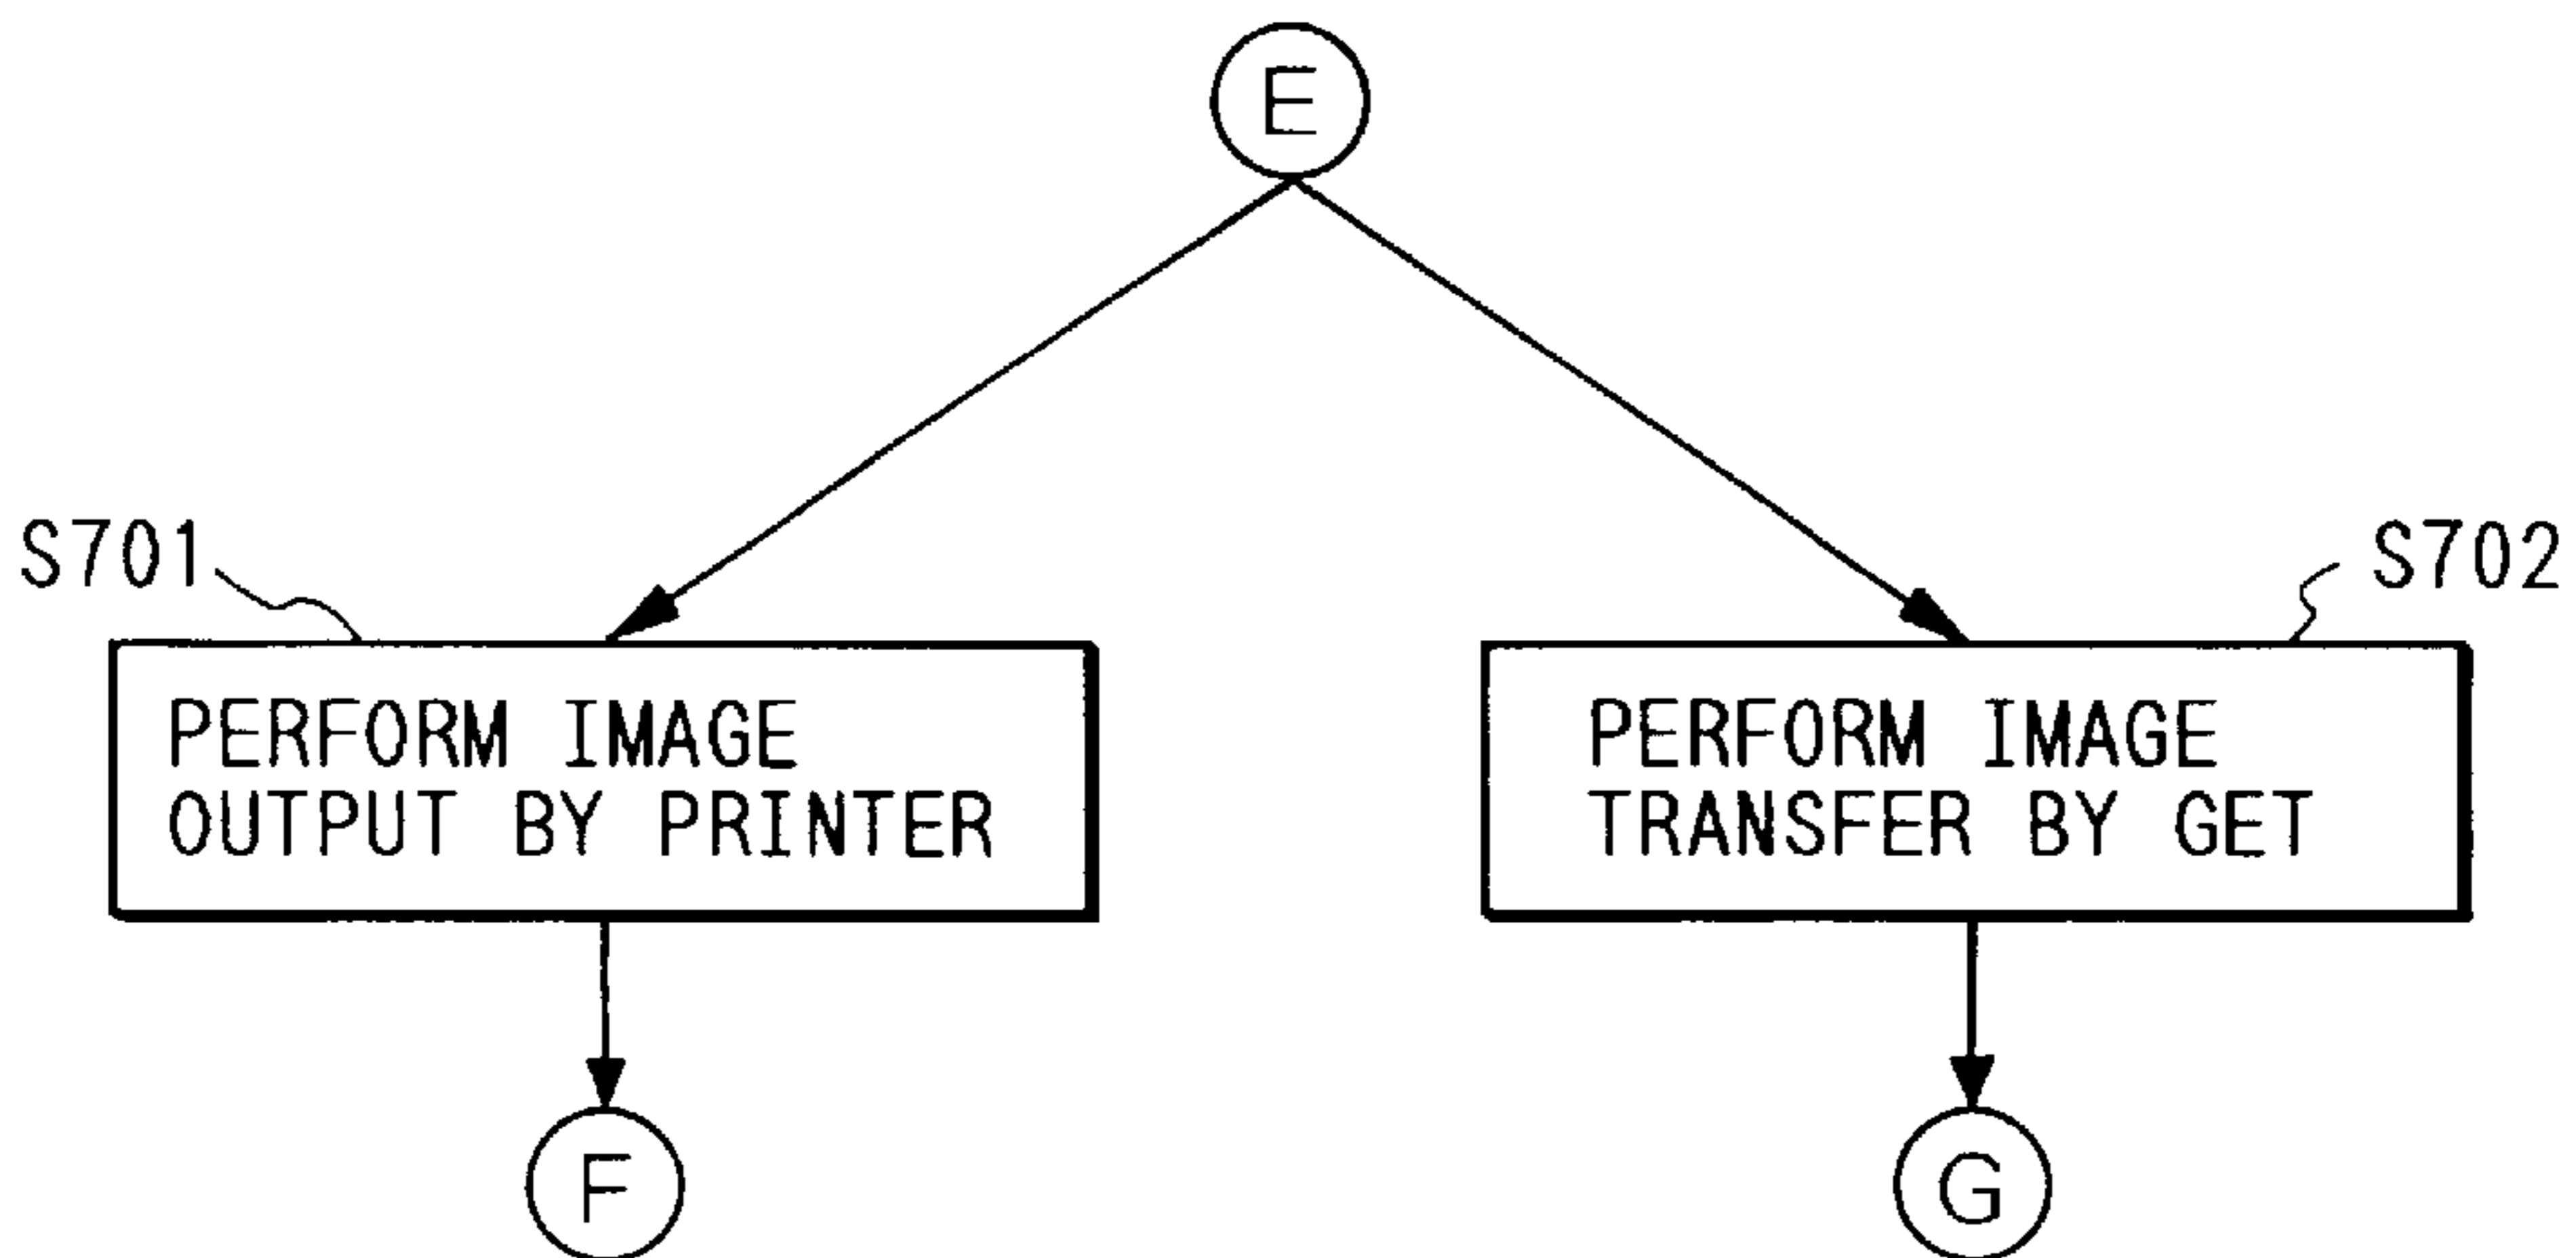 E
S701
S702
PERFORM IMAGE
OUTPUT BY PRINTER
PERFORM IMAGE
TRANSFER BY GET
F
G